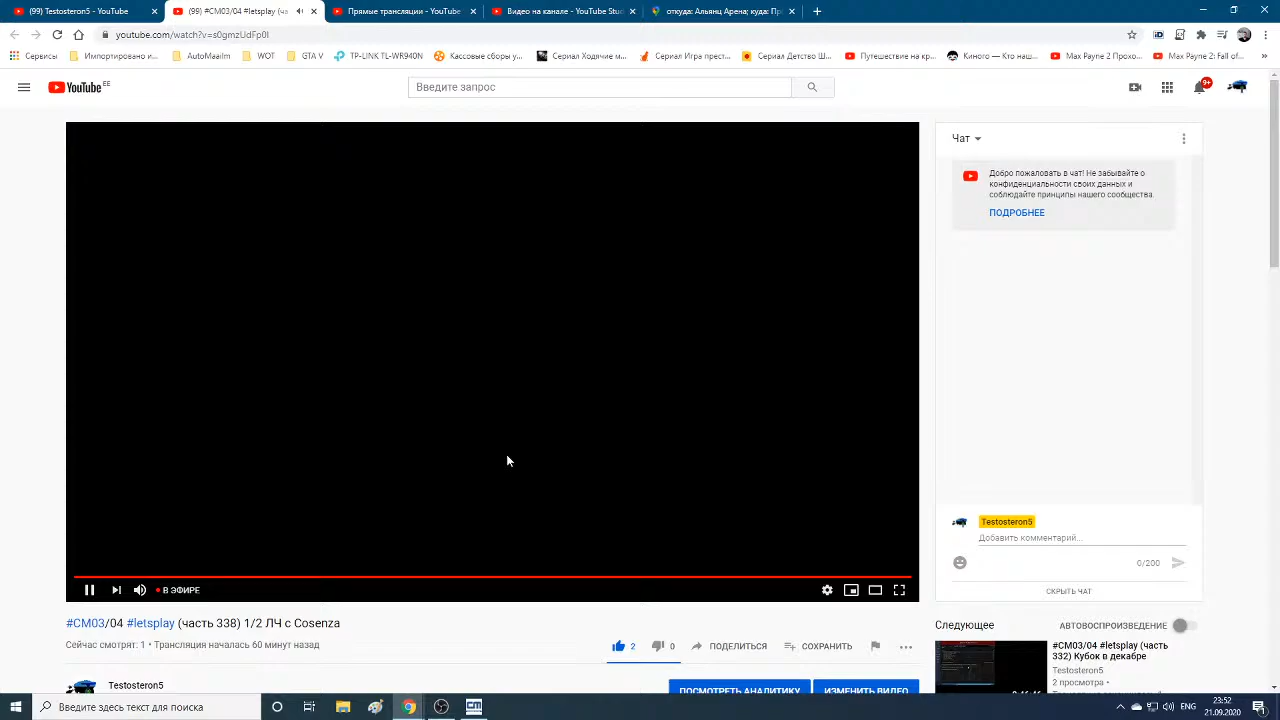 (99) Testosteron5 - YouTube
(99) #CM03/04 #letsplay (ча
Прямые трансляции - YouTube
Видео на канале - YouTube Stu
откуда: Альянц Арена; куда: Пр
youtube.com/watch?v=s0gmzUdFp0I
Сервисы
Импортировано и...
AutoMaailm
WOT
GTA V
TP-LINK TL-WR940N
Кассовые сборы, у...
Сериал Ходячие м...
Сериал Игра прест...
Сериал Детство Ш...
Путешествие на кр...
Киного — Кто наш...
Max Payne 2 Прохо...
Max Payne 2: Fall of...
YouTube EE
Введите запрос
9+
Чат
Добро пожаловать в чат! Не забывайте о
конфиденциальности своих данных и
соблюдайте принципы нашего сообщества.
ПОДРОБНЕЕ
Testosteron5
Добавить комментарий...
0/200
СКРЫТЬ ЧАТ
В ЭФИРЕ
#CM03/04 #letsplay (часть 338) 1/2 ЛЧ с Cosenza
Сейчас смотрят: 1 • Трансляция началась 60 минут назад
2
0
ПОДЕЛИТЬСЯ
СОХРАНИТЬ
Testosteron5
ПОСМОТРЕТЬ АНАЛИТИКУ
ИЗМЕНИТЬ ВИДЕО
Следующее
АВТОВОСПРОИЗВЕДЕНИЕ
#CM03/04 #letsplay (часть
332) Кубок в декабре
Testosteron5
2 просмотра •
Введите здесь текст для поиска
ENG
23:52
21.09.2020